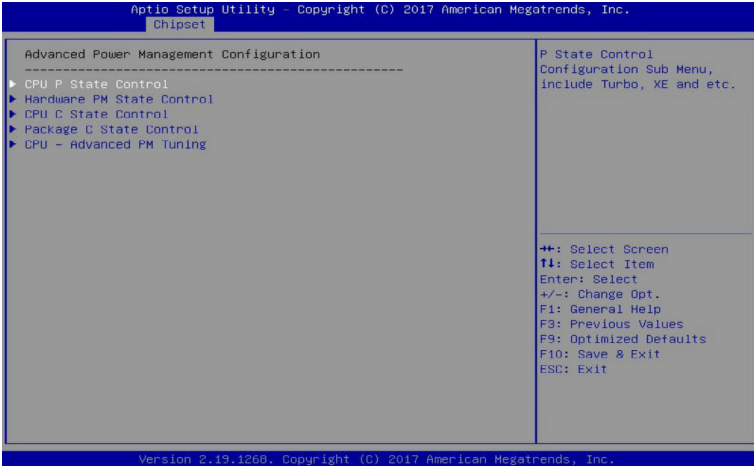 Aptio Setup Utility – Copyright (C) 2017 American Megatrends, Inc.
Chipset
Advanced Power Management Configuration
--------------------------------------------------
CPU P State Control
Hardware PM State Control
CPU C State Control
Package C State Control
CPU – Advanced PM Tuning
P State Control
Configuration Sub Menu,
include Turbo, XE and etc.
→←: Select Screen
↑↓: Select Item
Enter: Select
+/-: Change Opt.
F1: General Help
F3: Previous Values
F9: Optimized Defaults
F10: Save & Exit
ESC: Exit
Version 2.19.1268. Copyright (C) 2017 American Megatrends, Inc.